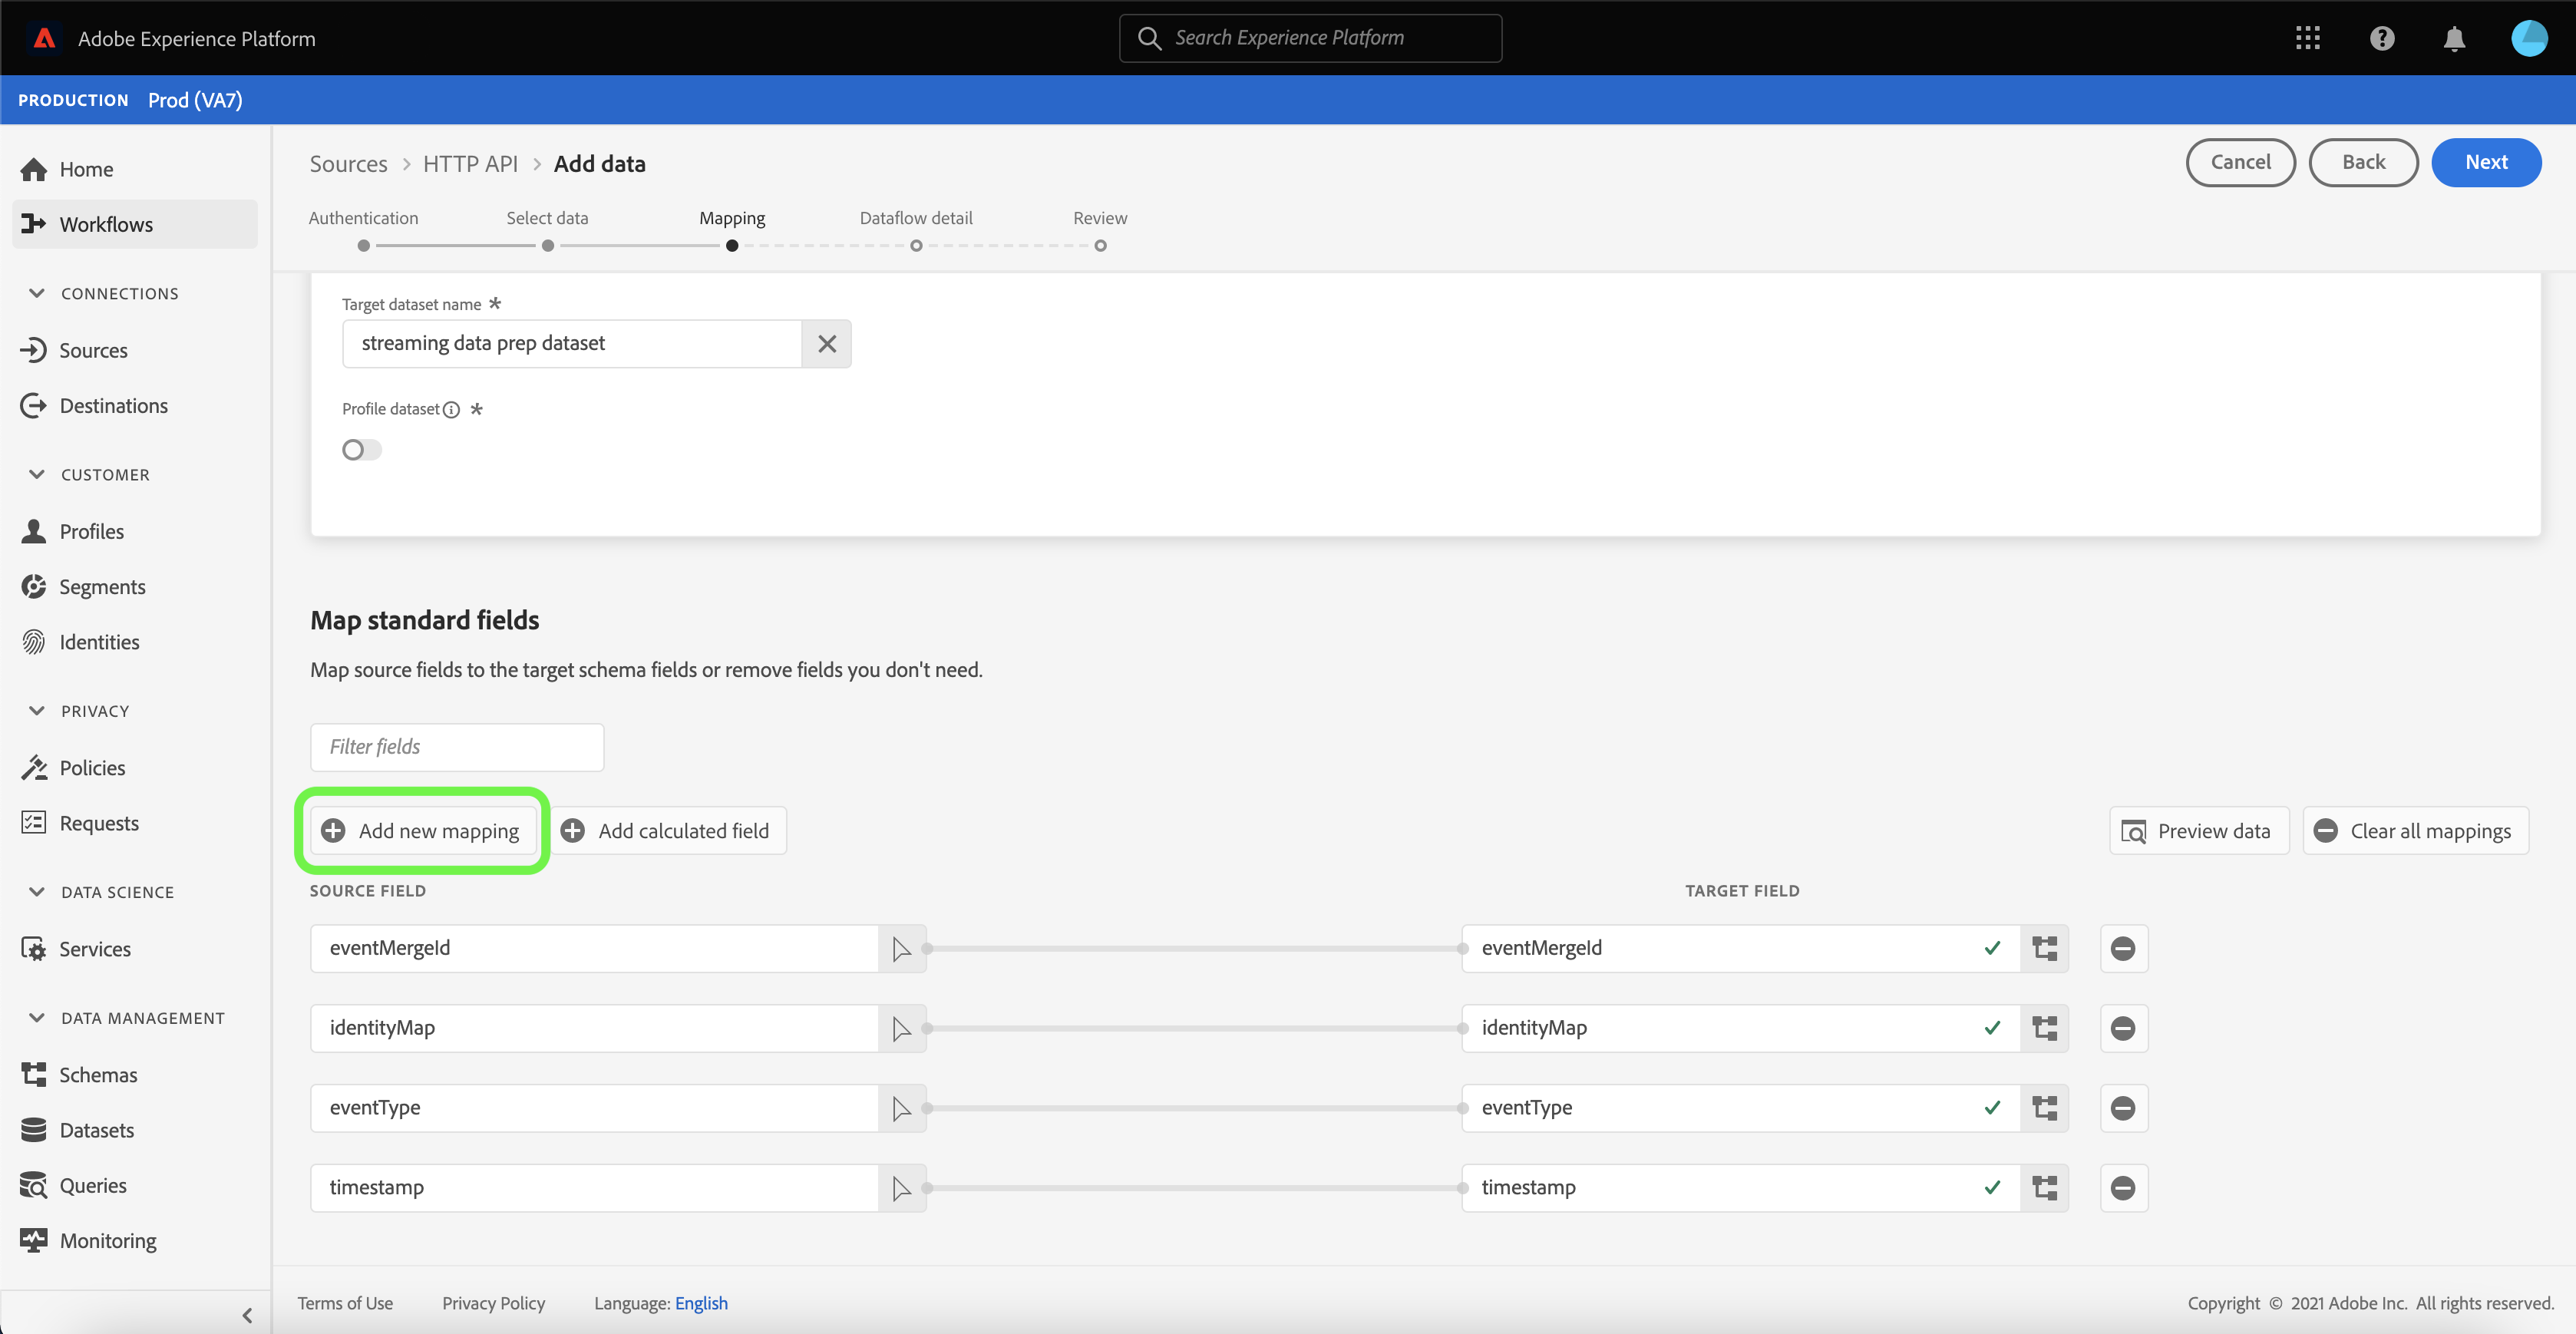 Adobe Experience Platform
Search Experience Platform
PRODUCTION Prod (VA7)
Home
Workflows
CONNECTIONS
Sources
Destinations
CUSTOMER
Profiles
Segments
Identities
PRIVACY
Policies
Requests
DATA SCIENCE
Services
DATA MANAGEMENT
Schemas
Datasets
Queries
Monitoring
Sources > HTTP API > Add data
Cancel
Back
Next
Authentication
Select data
Mapping
Dataflow detail
Review
Target dataset name *
streaming data prep dataset
Profile dataset *
Map standard fields
Map source fields to the target schema fields or remove fields you don't need.
Filter fields
Add new mapping
Add calculated field
Preview data
Clear all mappings
SOURCE FIELD
TARGET FIELD
eventMergeId
eventMergeId
identityMap
identityMap
eventType
eventType
timestamp
timestamp
Terms of Use
Privacy Policy
Language: English
Copyright © 2021 Adobe Inc. All rights reserved.